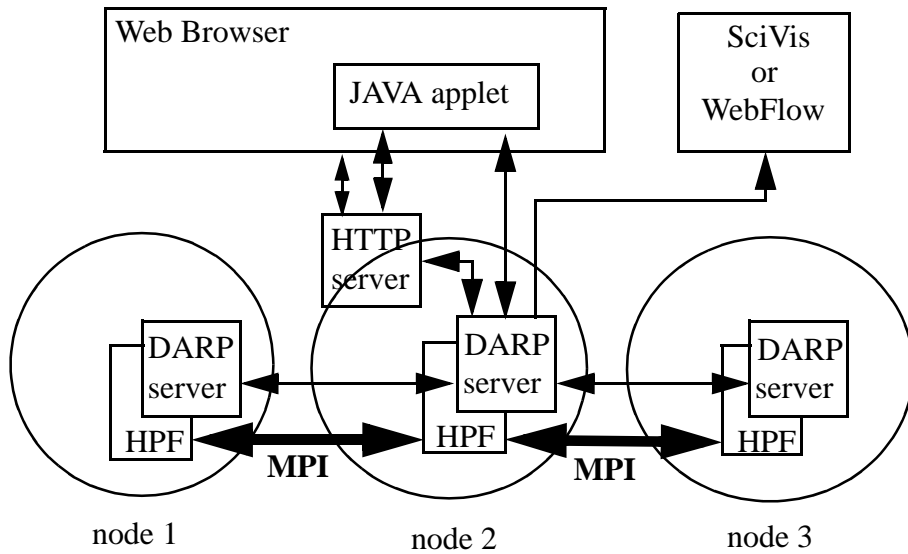 Web Browser
JAVA applet
SciVis
or
WebFlow
HTTP
server
DARP
server
HPF
DARP
server
HPF
DARP
server
HPF
MPI
MPI
node 1
node 2
node 3